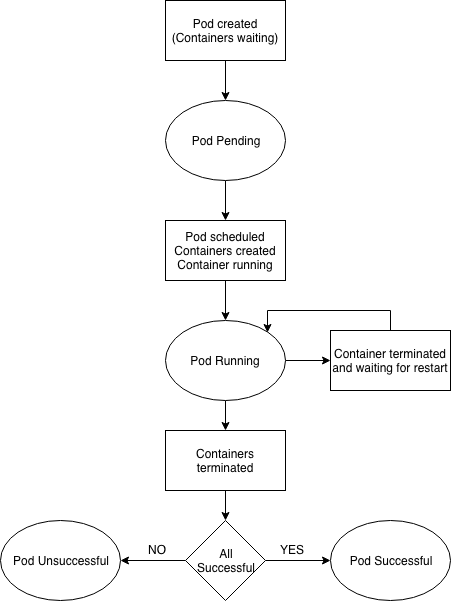 Pod created
(Containers waiting)
Pod Pending
Pod scheduled
Containers created
Container running
Pod Running
Container terminated
and waiting for restart
Containers
terminated
All
Successful
NO
YES
Pod Unsuccessful
Pod Successful